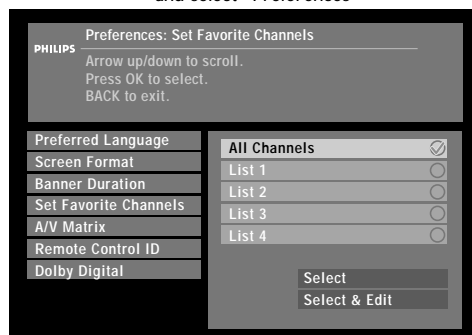 and select "Preferences"
Preferences: Set Favorite Channels
PHILIPS
Arrow up/down to scroll.
Press OK to select.
BACK to exit.
Preferred Language
Screen Format
Banner Duration
Set Favorite Channels
A/V Matrix
Remote Control ID
Dolby Digital
All Channels
List 1
List 2
List 3
List 4
Select
Select & Edit